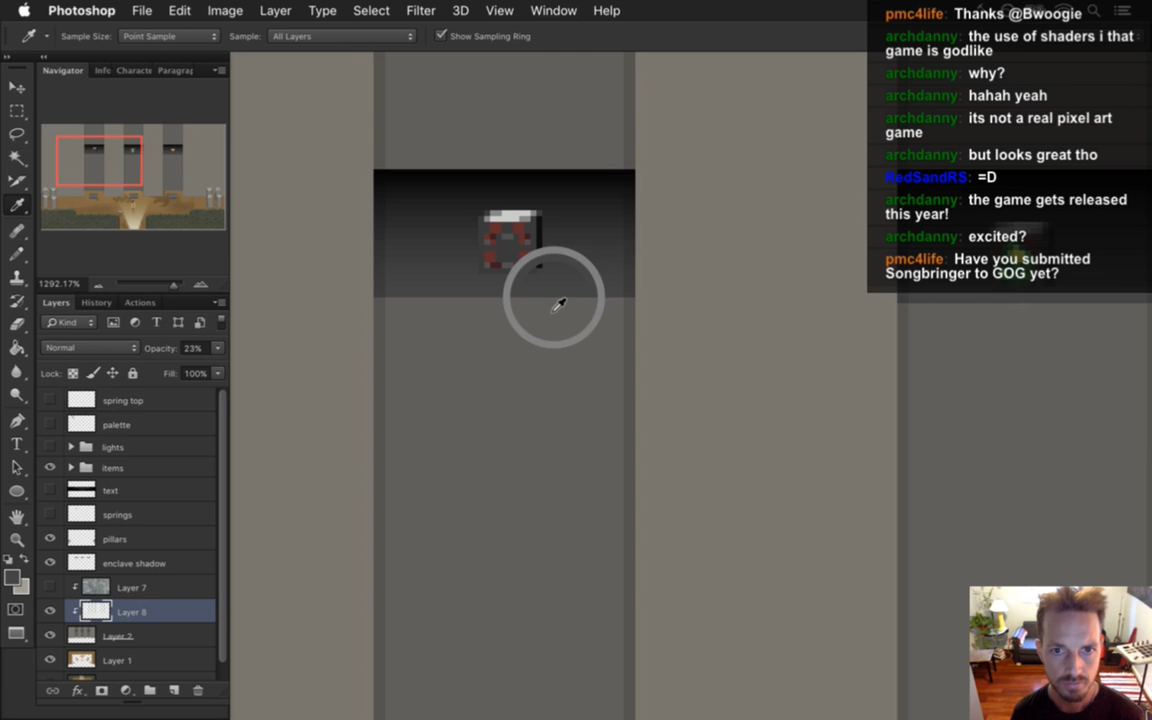 Photoshop File Edit Image Layer Type Select Filter 3D View Window Help
Sample Size: Point Sample Sample: All Layers Show Sampling Ring
Navigator Info Characte Paragra
1292.17%
Layers History Actions
Kind
Normal Opacity: 23%
Lock: Fill: 100%
spring top
palette
lights
items
text
springs
pillars
enclave shadow
Layer 7
Layer 8
Layer 2
Layer 1
fx
pmc4life: Thanks @Bwoogie
archdanny: the use of shaders i that
game is godlike
archdanny: why?
archdanny: hahah yeah
archdanny: its not a real pixel art
game
archdanny: but looks great tho
RedSandRS: =D
archdanny: the game gets released
this year!
archdanny: excited?
pmc4life: Have you submitted
Songbringer to GOG yet?